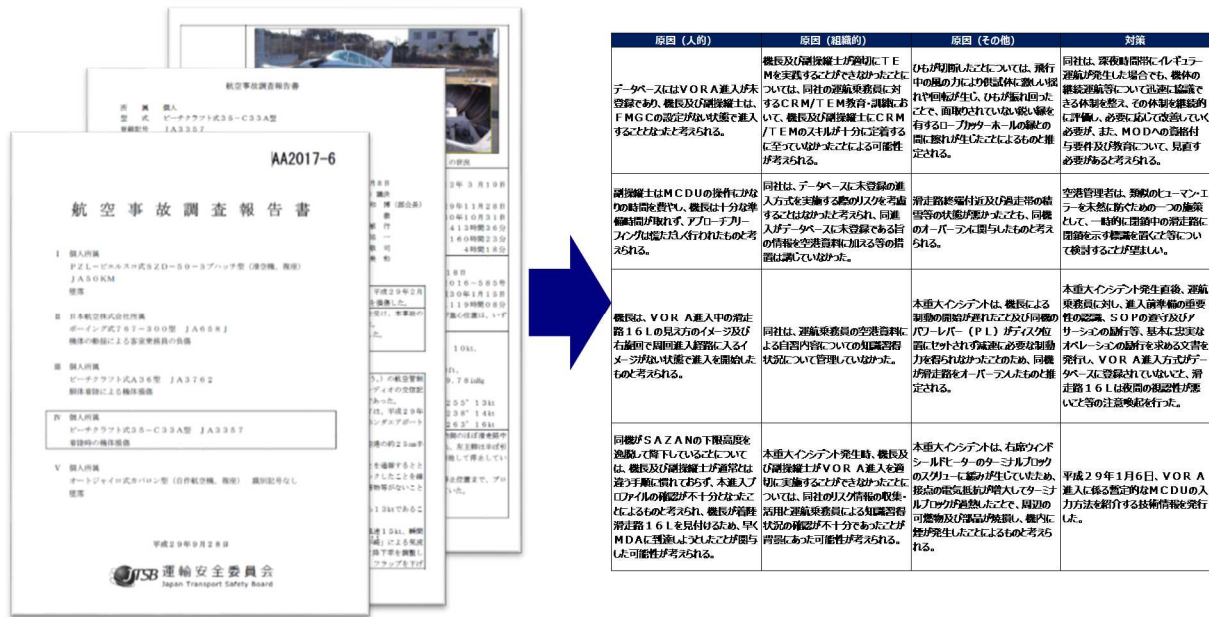 航空事故調査報告書
所 属 個人
型 式 ビーチクラフト式35-C33A型
登録記号 JA3357
AA2017-6
航 空 事 故 調 査 報 告 書
Ⅰ 個人所属
PZL-ビエルスコ式SZD-50-3プハッチ型(滑空機、複座)
JA50KM
墜落
Ⅱ 日本航空株式会社所属
ボーイング式767-300型 JA658J
機体の動揺による客室乗務員の負傷
Ⅲ 個人所属
ビーチクラフト式A36型 JA3762
胴体着陸による機体損傷
Ⅳ 個人所属
ビーチクラフト式35-C33A型 JA3357
着陸時の機体損傷
Ⅴ 個人所属
オートジャイロ式カバロン型(自作航空機、複座) 識別記号なし
墜落
平成29年9月28日
JTSB 運輸安全委員会
Japan Transport Safety Board
原因(人的)
原因(組織的)
原因(その他)
対策
データベースにはVOR A進入が未
登録であり、機長及び副操縦士は、
FMGCの設定がない状態で進入
することとなったと考えられる。
機長及び副操縦士が適切にTE
Mを実践することができなかったことに
ついては、同社の運航乗務員に対
するCRM/TEM教育・訓練にお
いて、機長及び副操縦士にCRM
/TEMのスキルが十分に定着する
に至っていなかったことによる可能性
が考えられる。
ひもが切断したことについては、飛行
中の風の力により供試体に激しい揺
れや回転が生じ、ひもが振れ回った
ことで、面取りされていない鋭い縁を
有するロープカッターホールの縁との
間に擦れが生じたことによるものと推
定される。
同社は、深夜時間帯にイレギュラー
運航が発生した場合でも、機体の
継続運航等について迅速に協議で
きる体制を整え、その体制を継続的
に評価し、必要に応じて改善していく
必要が、また、MODへの資格付
与要件及び教育について、見直す
必要があると考えられる。
副操縦士はMCDUの操作にかな
りの時間を費やし、機長は十分な準
備時間が取れず、アプローチブリー
フィングは慌ただしく行われたものと考
えられる。
同社は、データベースに未登録の進
入方式を実施する際のリスクを考慮
することはなかったと考えられ、同進
入がデータベースに未登録である旨
の情報を空港資料に加える等の措
置は講じていなかった。
滑走路終端付近及び過走帯の積
雪等の状態が悪かったことも、同機
のオーバーランに関与したものと考え
られる。
空港管理者は、類似のヒューマン・エ
ラーを未然に防ぐための一つの施策
として、一時的に閉鎖中の滑走路に
閉鎖を示す標識を置くこと等につい
て検討することが望ましい。
機長は、VOR A進入中の滑走
路16Lの見え方のイメージ及び
右旋回で周回進入経路に入るイ
メージがない状態で進入を開始した
ものと考えられる。
同社は、運航乗務員の空港資料に
よる自習内容についての知識習得
状況について管理していなかった。
本重大インシデントは、機長による
制動の開始が遅れたこと及び同機の
パワーレバー(PL)がディスク位
置にセットされず減速に必要な制動
力を得られなかったことのため、同機
が滑走路をオーバーランしたものと推
定される。
本重大インシデント発生直後、運航
乗務員に対し、進入前準備の重要
性の認識、SOPの遵守及びア
サーションの励行等、基本に忠実な
オペレーションの励行を求める文書を
発行し、VOR A進入方式がデー
タベースに登録されていないと、滑
走路16Lは夜間の視認性が悪
いこと等の注意喚起を行った。
同機がSAZANの下限高度を
逸脱して降下していることについて
は、機長及び副操縦士が通常とは
違う手順に慣れておらず、本進入プ
ロファイルの確認が不十分となったこ
とによるものと考えられ、機長が着陸
滑走路16Lを見付けるため、早く
MDAに到達しようとしたことが関与
した可能性が考えられる。
本重大インシデント発生時、機長及
び副操縦士がVOR A進入を適
切に実施することができなかったことに
ついては、同社のリスク情報の収集・
活用と運航乗務員による知識習得
状況の確認が不十分であったことが
背景にあった可能性が考えられる。
本重大インシデントは、右席ウインド
シールドヒーターのターミナルブロック
のスクリューに緩みが生じていたため、
接点の電気抵抗が増大してターミ
ナルブロックが過熱したことで、周辺の
可燃物及び部品が焼損し、機内に
煙が発生したことによるものと考えら
れる。
平成29年1月6日、VOR A
進入に係る暫定的なMCDUの入
力方法を紹介する技術情報を発行
した。